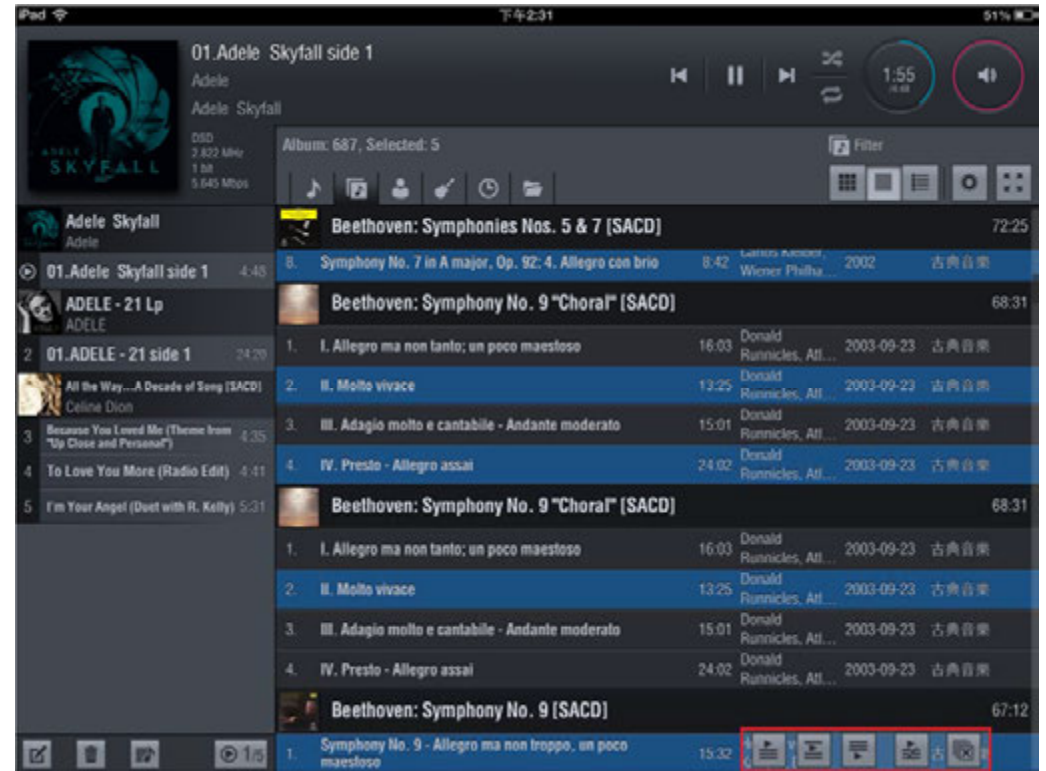 iPad
下午2:31
51%
01.Adele Skyfall side 1
Adele
Adele Skyfall
DSD
2.822 MHz
1 bit
5.645 Mbps
ADELE
SKYFALL
1:55
Album: 687, Selected: 5
Filter
Adele Skyfall
Adele
01.Adele Skyfall side 1 4:48
ADELE - 21 Lp
ADELE
2 01.ADELE - 21 side 1 24:20
All the Way....A Decade of Song [SACD]
Celine Dion
3 Because You Loved Me (Theme from
"Up Close and Personal") 4:35
4 To Love You More (Radio Edit) 4:41
5 I'm Your Angel (Duet with R. Kelly) 5:31
1/5
Beethoven: Symphonies Nos. 5 & 7 [SACD] 72:25
8. Symphony No. 7 in A major, Op. 92: 4. Allegro con brio 8:42 Carlos Kleiber, Wiener Philha... 2002 古典音樂
Beethoven: Symphony No. 9 "Choral" [SACD] 68:31
1. I. Allegro ma non tanto; un poco maestoso 16:03 Donald Runnicles, Atl... 2003-09-23 古典音樂
2. II. Molto vivace 13:25 Donald Runnicles, Atl... 2003-09-23 古典音樂
3. III. Adagio molto e cantabile - Andante moderato 15:01 Donald Runnicles, Atl... 2003-09-23 古典音樂
4. IV. Presto - Allegro assai 24:02 Donald Runnicles, Atl... 2003-09-23 古典音樂
Beethoven: Symphony No. 9 "Choral" [SACD] 68:31
1. I. Allegro ma non tanto; un poco maestoso 16:03 Donald Runnicles, Atl... 2003-09-23 古典音樂
2. II. Molto vivace 13:25 Donald Runnicles, Atl... 2003-09-23 古典音樂
3. III. Adagio molto e cantabile - Andante moderato 15:01 Donald Runnicles, Atl... 2003-09-23 古典音樂
4. IV. Presto - Allegro assai 24:02 Donald Runnicles, Atl... 2003-09-23 古典音樂
Beethoven: Symphony No. 9 [SACD] 67:12
1. Symphony No. 9 - Allegro ma non troppo, un poco
maestoso 15:32 古